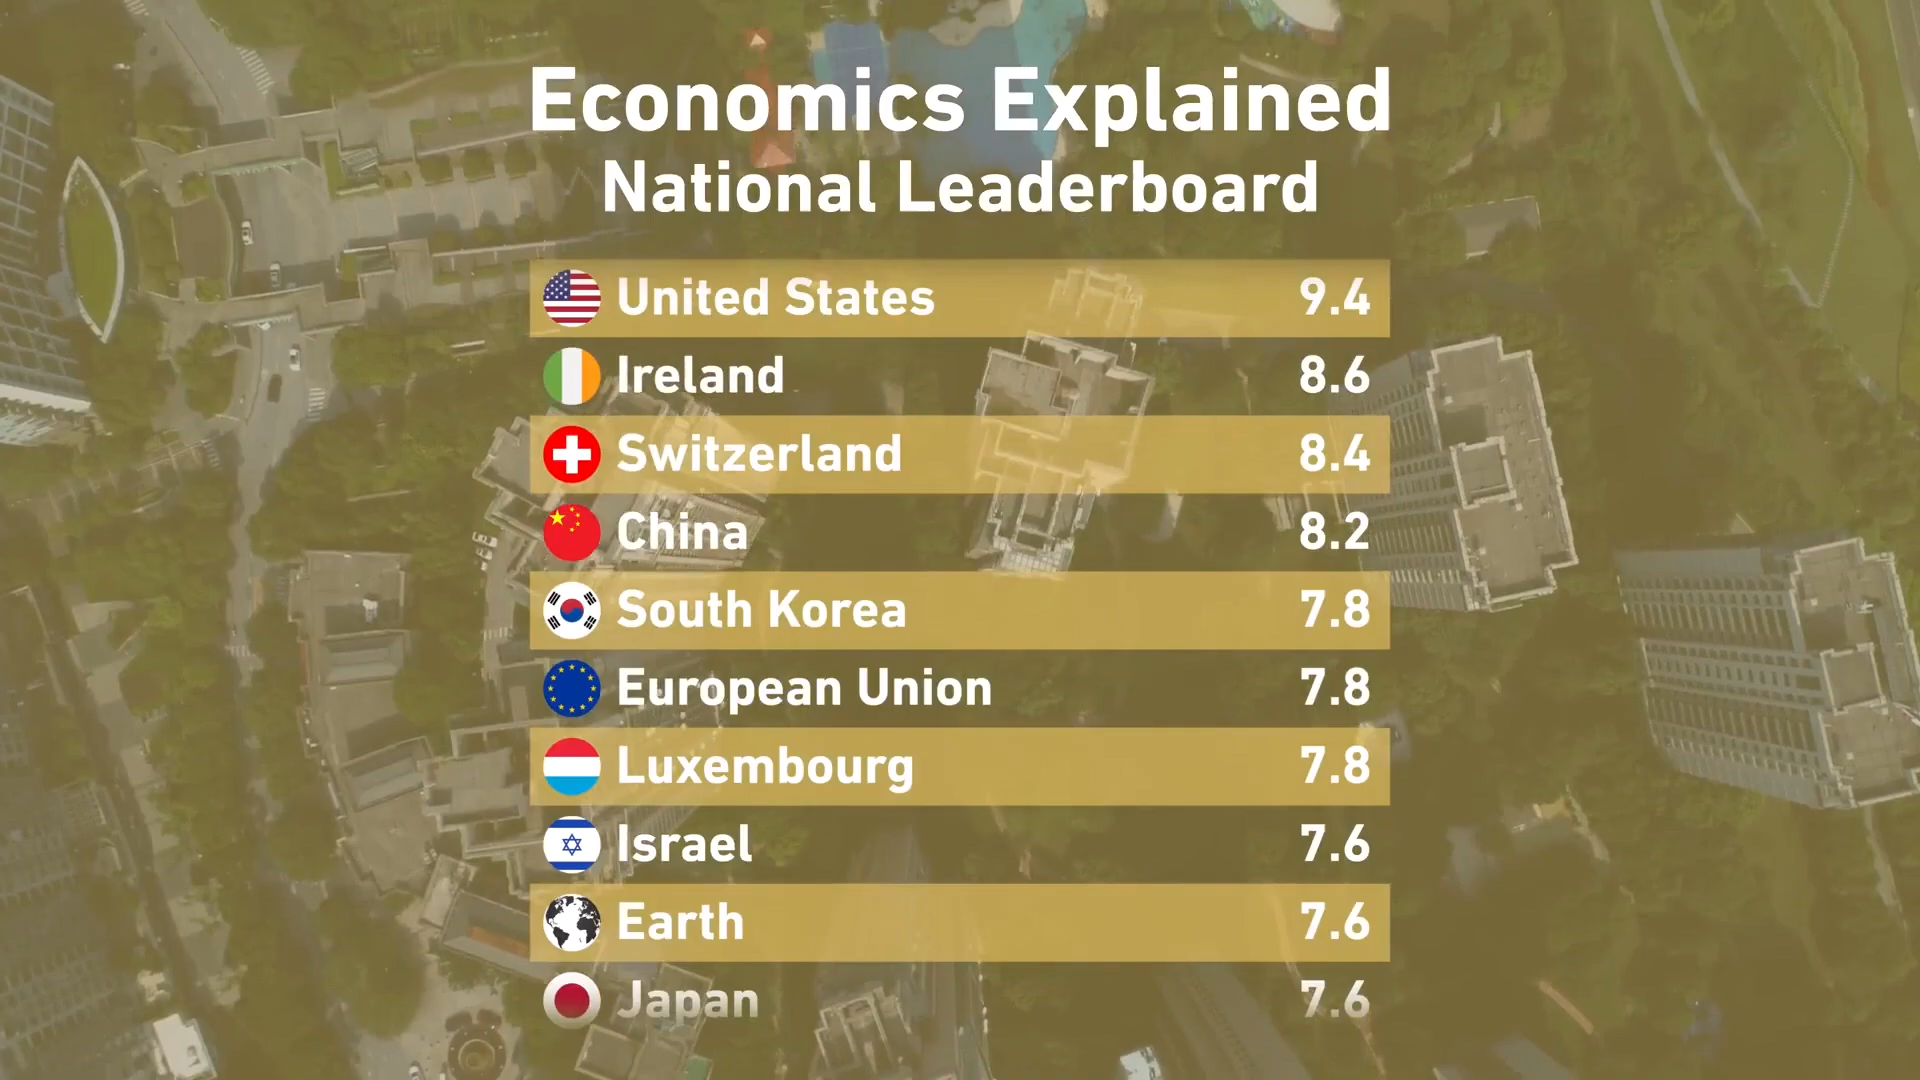 Economics Explained
National Leaderboard
United States 9.4
Ireland 8.6
Switzerland 8.4
China 8.2
South Korea 7.8
European Union 7.8
Luxembourg 7.8
Israel 7.6
Earth 7.6
Japan 7.6